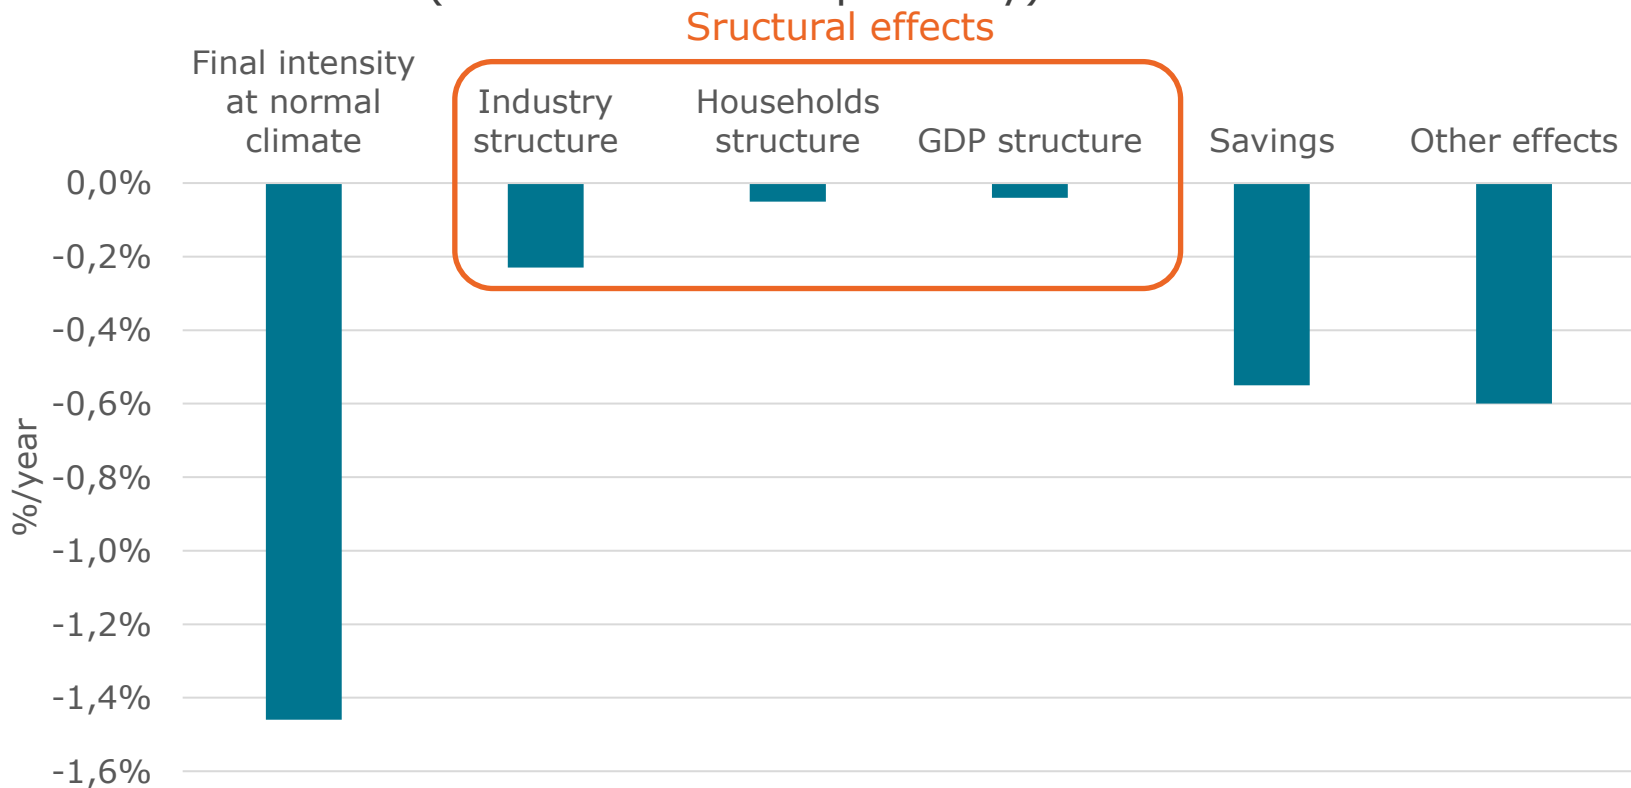 Sructural effects
Final intensity
at normal
climate
Industry
structure
Households
structure
GDP structure
Savings
Other effects
0,0%
-0,2%
-0,4%
-0,6%
-0,8%
-1,0%
-1,2%
-1,4%
-1,6%
%/year